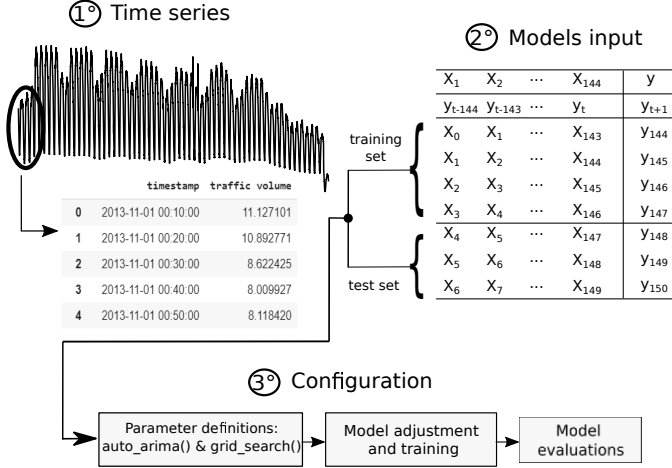 1° Time series
timestamp traffic volume
0 2013-11-01 00:10:00 11.127101
1 2013-11-01 00:20:00 10.892771
2 2013-11-01 00:30:00 8.622425
3 2013-11-01 00:40:00 8.009927
4 2013-11-01 00:50:00 8.118420
2° Models input
X1 X2 ... X144 y
yt-144 yt-143 ... yt yt+1
training
set
X0 X1 ... X143 y144
X1 X2 ... X144 y145
X2 X3 ... X145 y146
X3 X4 ... X146 y147
test set
X4 X5 ... X147 y148
X5 X6 ... X148 y149
X6 X7 ... X149 y150
3° Configuration
Parameter definitions:
auto_arima() & grid_search()
Model adjustment
and training
Model
evaluations